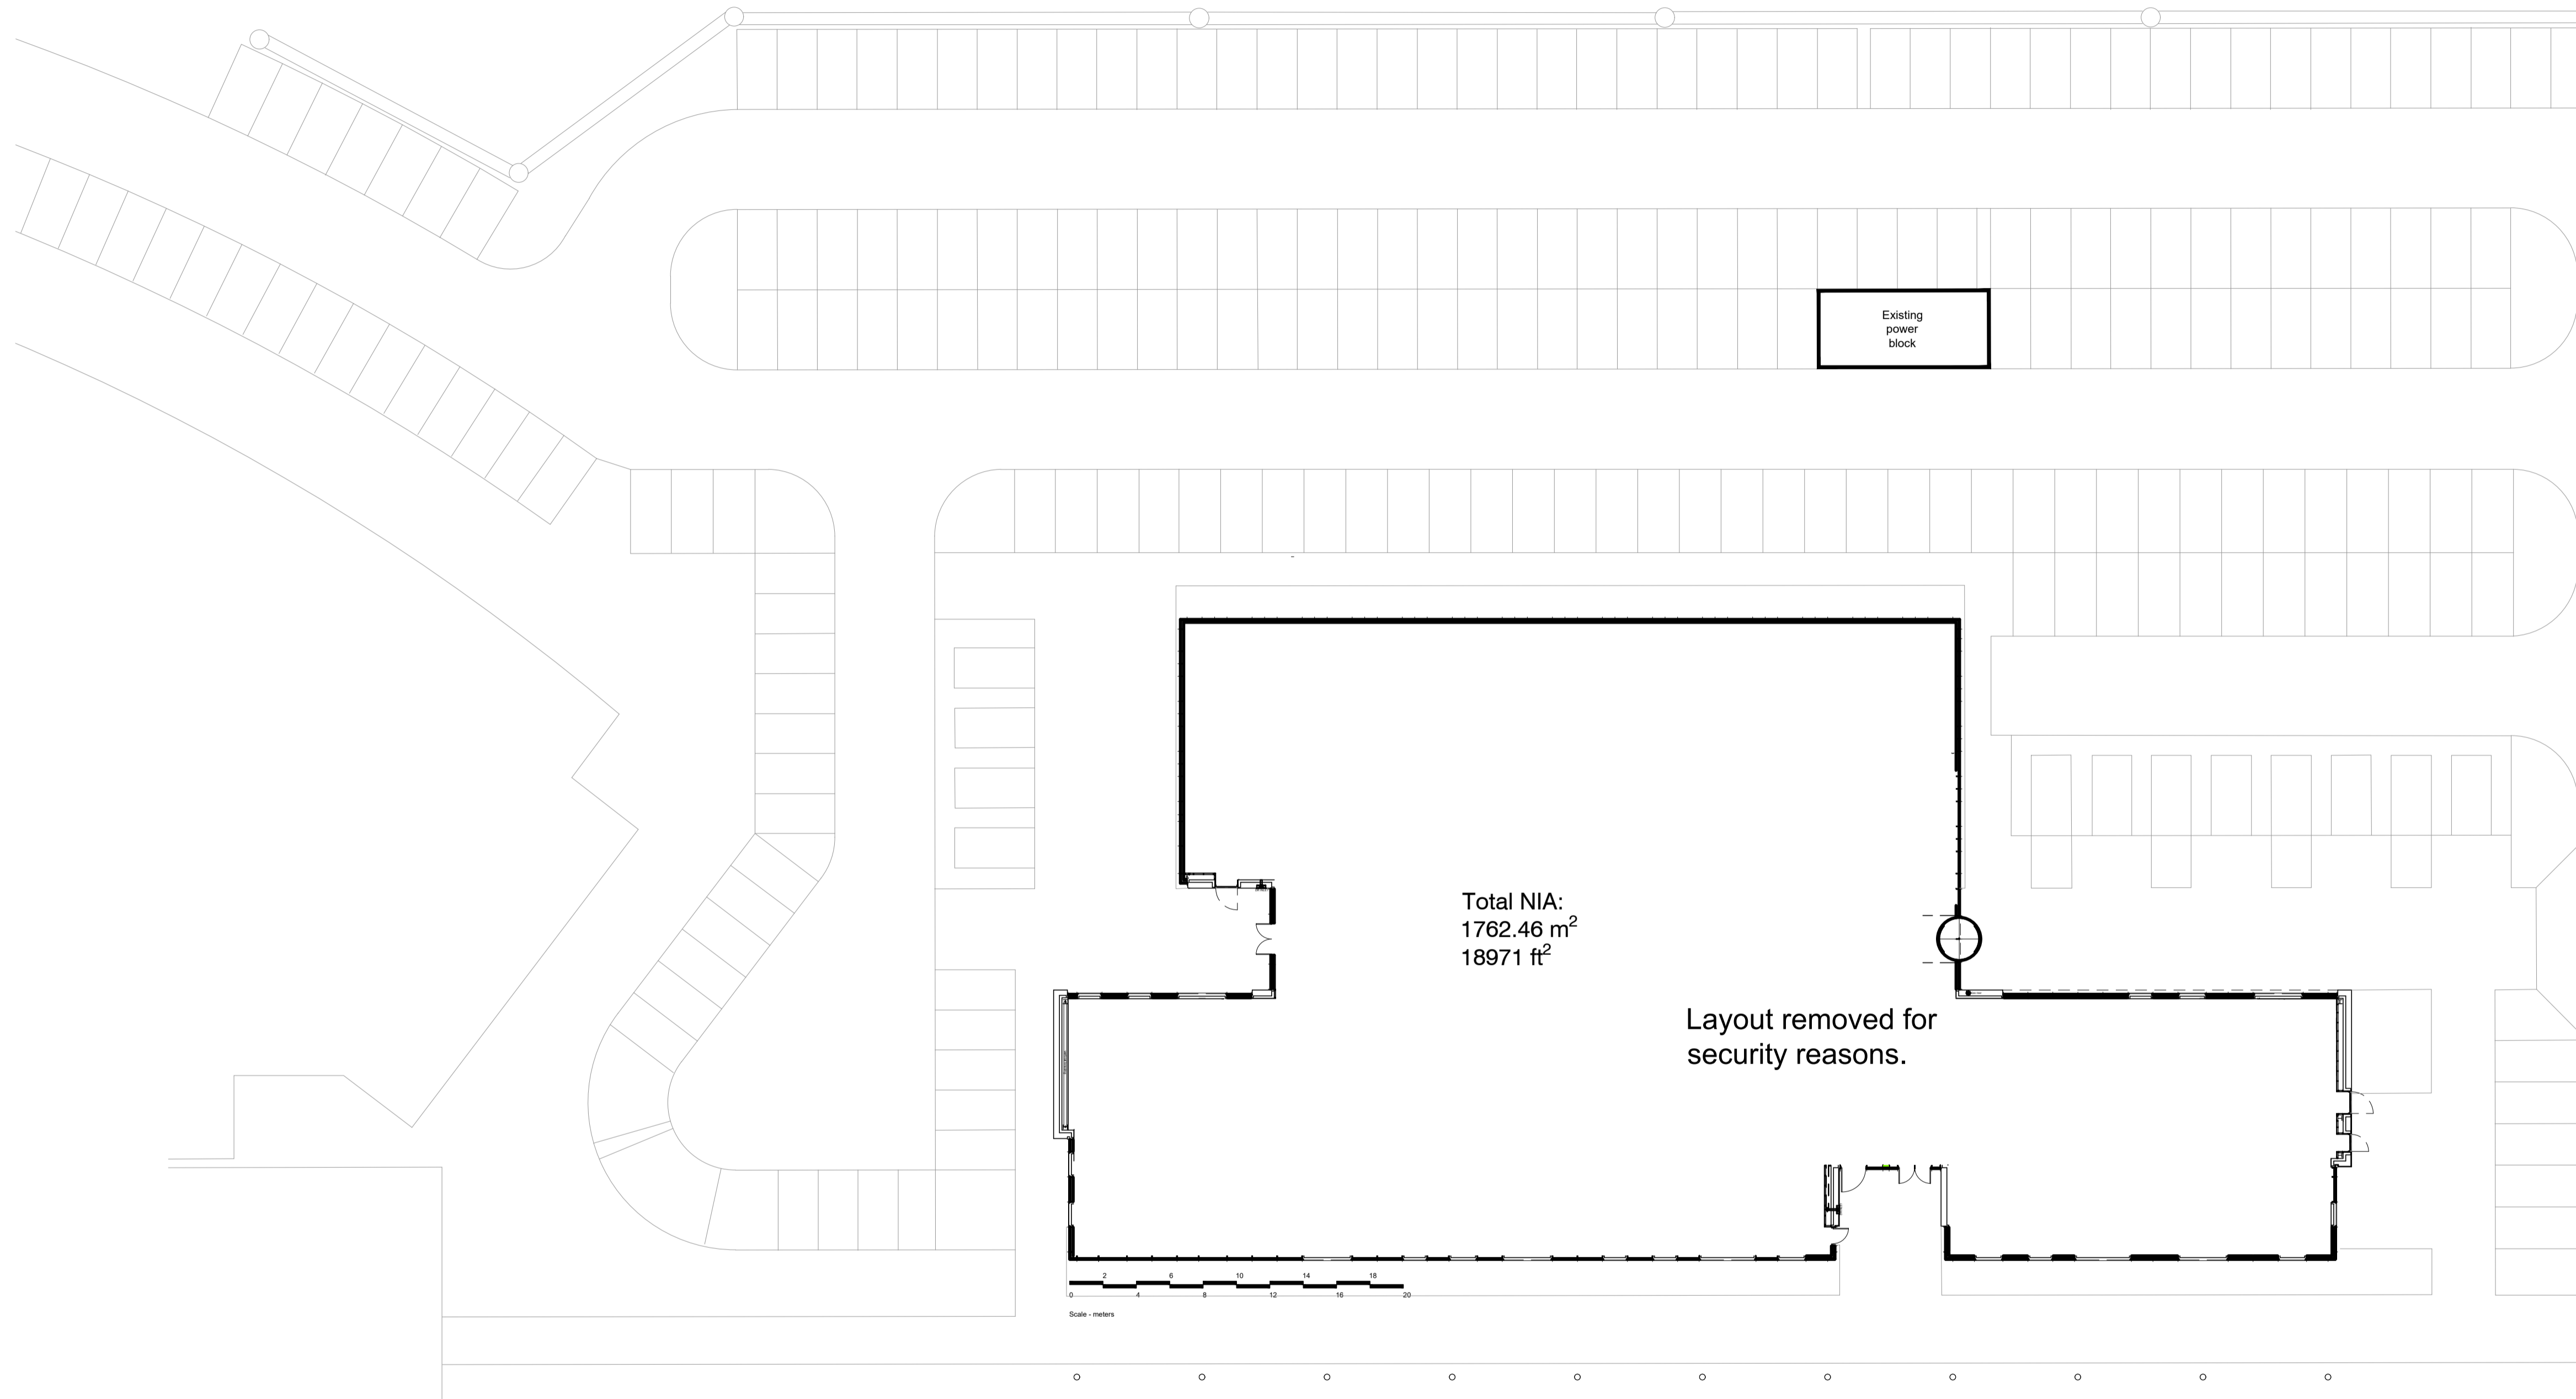 Existing
power
block
Total NIA:
1762.46 m²
18971 ft²
Layout removed for
security reasons.
2 6 10 14 18
0 4 8 12 16 20
Scale - meters